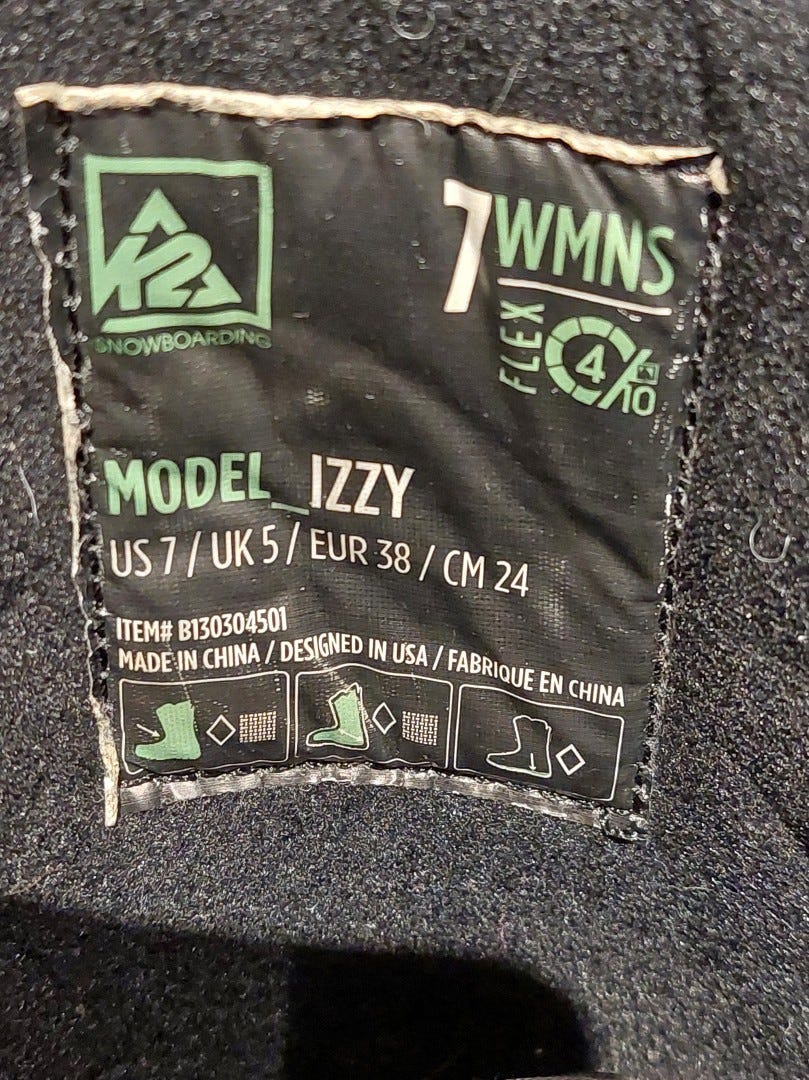 K2
SNOWBOARDING
7 WMNS
FLEX 4/10
MODEL_IZZY
US 7 / UK 5 / EUR 38 / CM 24
ITEM# B130304501
MADE IN CHINA / DESIGNED IN USA / FABRIQUE EN CHINA